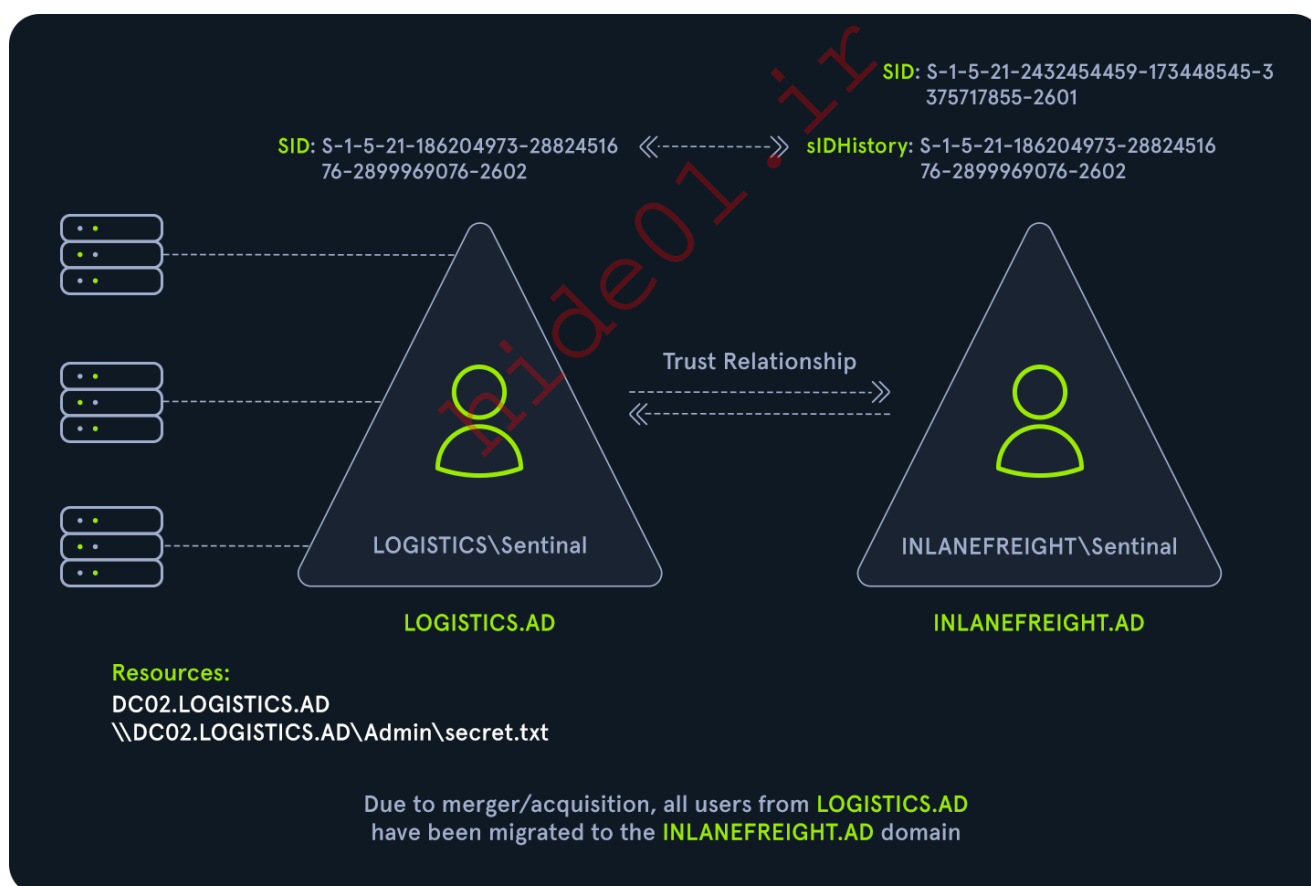 SID: S-1-5-21-2432454459-173448545-3
375717855-2601
SID: S-1-5-21-186204973-28824516
76-2899969076-2602
sIDHistory: S-1-5-21-186204973-28824516
76-2899969076-2602
hide01.ir
Trust Relationship
LOGISTICS\Sentinal
INLANEFREIGHT\Sentinal
LOGISTICS.AD
INLANEFREIGHT.AD
Resources:
DC02.LOGISTICS.AD
\\DC02.LOGISTICS.AD\Admin\secret.txt
Due to merger/acquisition, all users from LOGISTICS.AD
have been migrated to the INLANEFREIGHT.AD domain